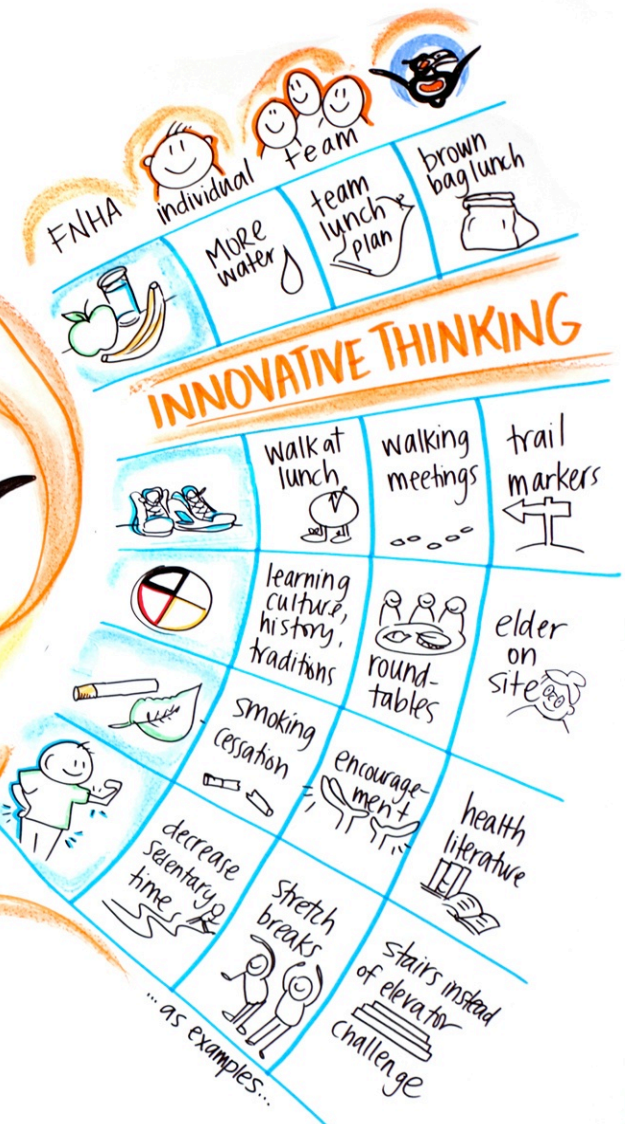 FNHA
individual
team
MORE
water
team
lunch
plan
brown
bag lunch
INNOVATIVE THINKING
walk at
lunch
walking
meetings
trail
markers
learning
culture,
history,
traditions
round-
tables
elder
on
site
smoking
cessation
encourage-
ment
health
literature
decrease
sedentary
time
stretch
breaks
stairs instead
of elevator
challenge
... as examples...